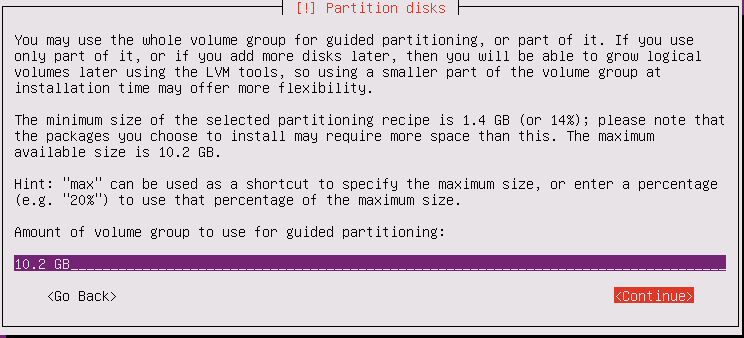 [!] Partition disks
You may use the whole volume group for guided partitioning, or part of it. If you use
only part of it, or if you add more disks later, then you will be able to grow logical
volumes later using the LVM tools, so using a smaller part of the volume group at
installation time may offer more flexibility.
The minimum size of the selected partitioning recipe is 1.4 GB (or 14%); please note that
the packages you choose to install may require more space than this. The maximum
available size is 10.2 GB.
Hint: "max" can be used as a shortcut to specify the maximum size, or enter a percentage
(e.g. "20%") to use that percentage of the maximum size.
Amount of volume group to use for guided partitioning:
10.2 GB
<Go Back> <Continue>